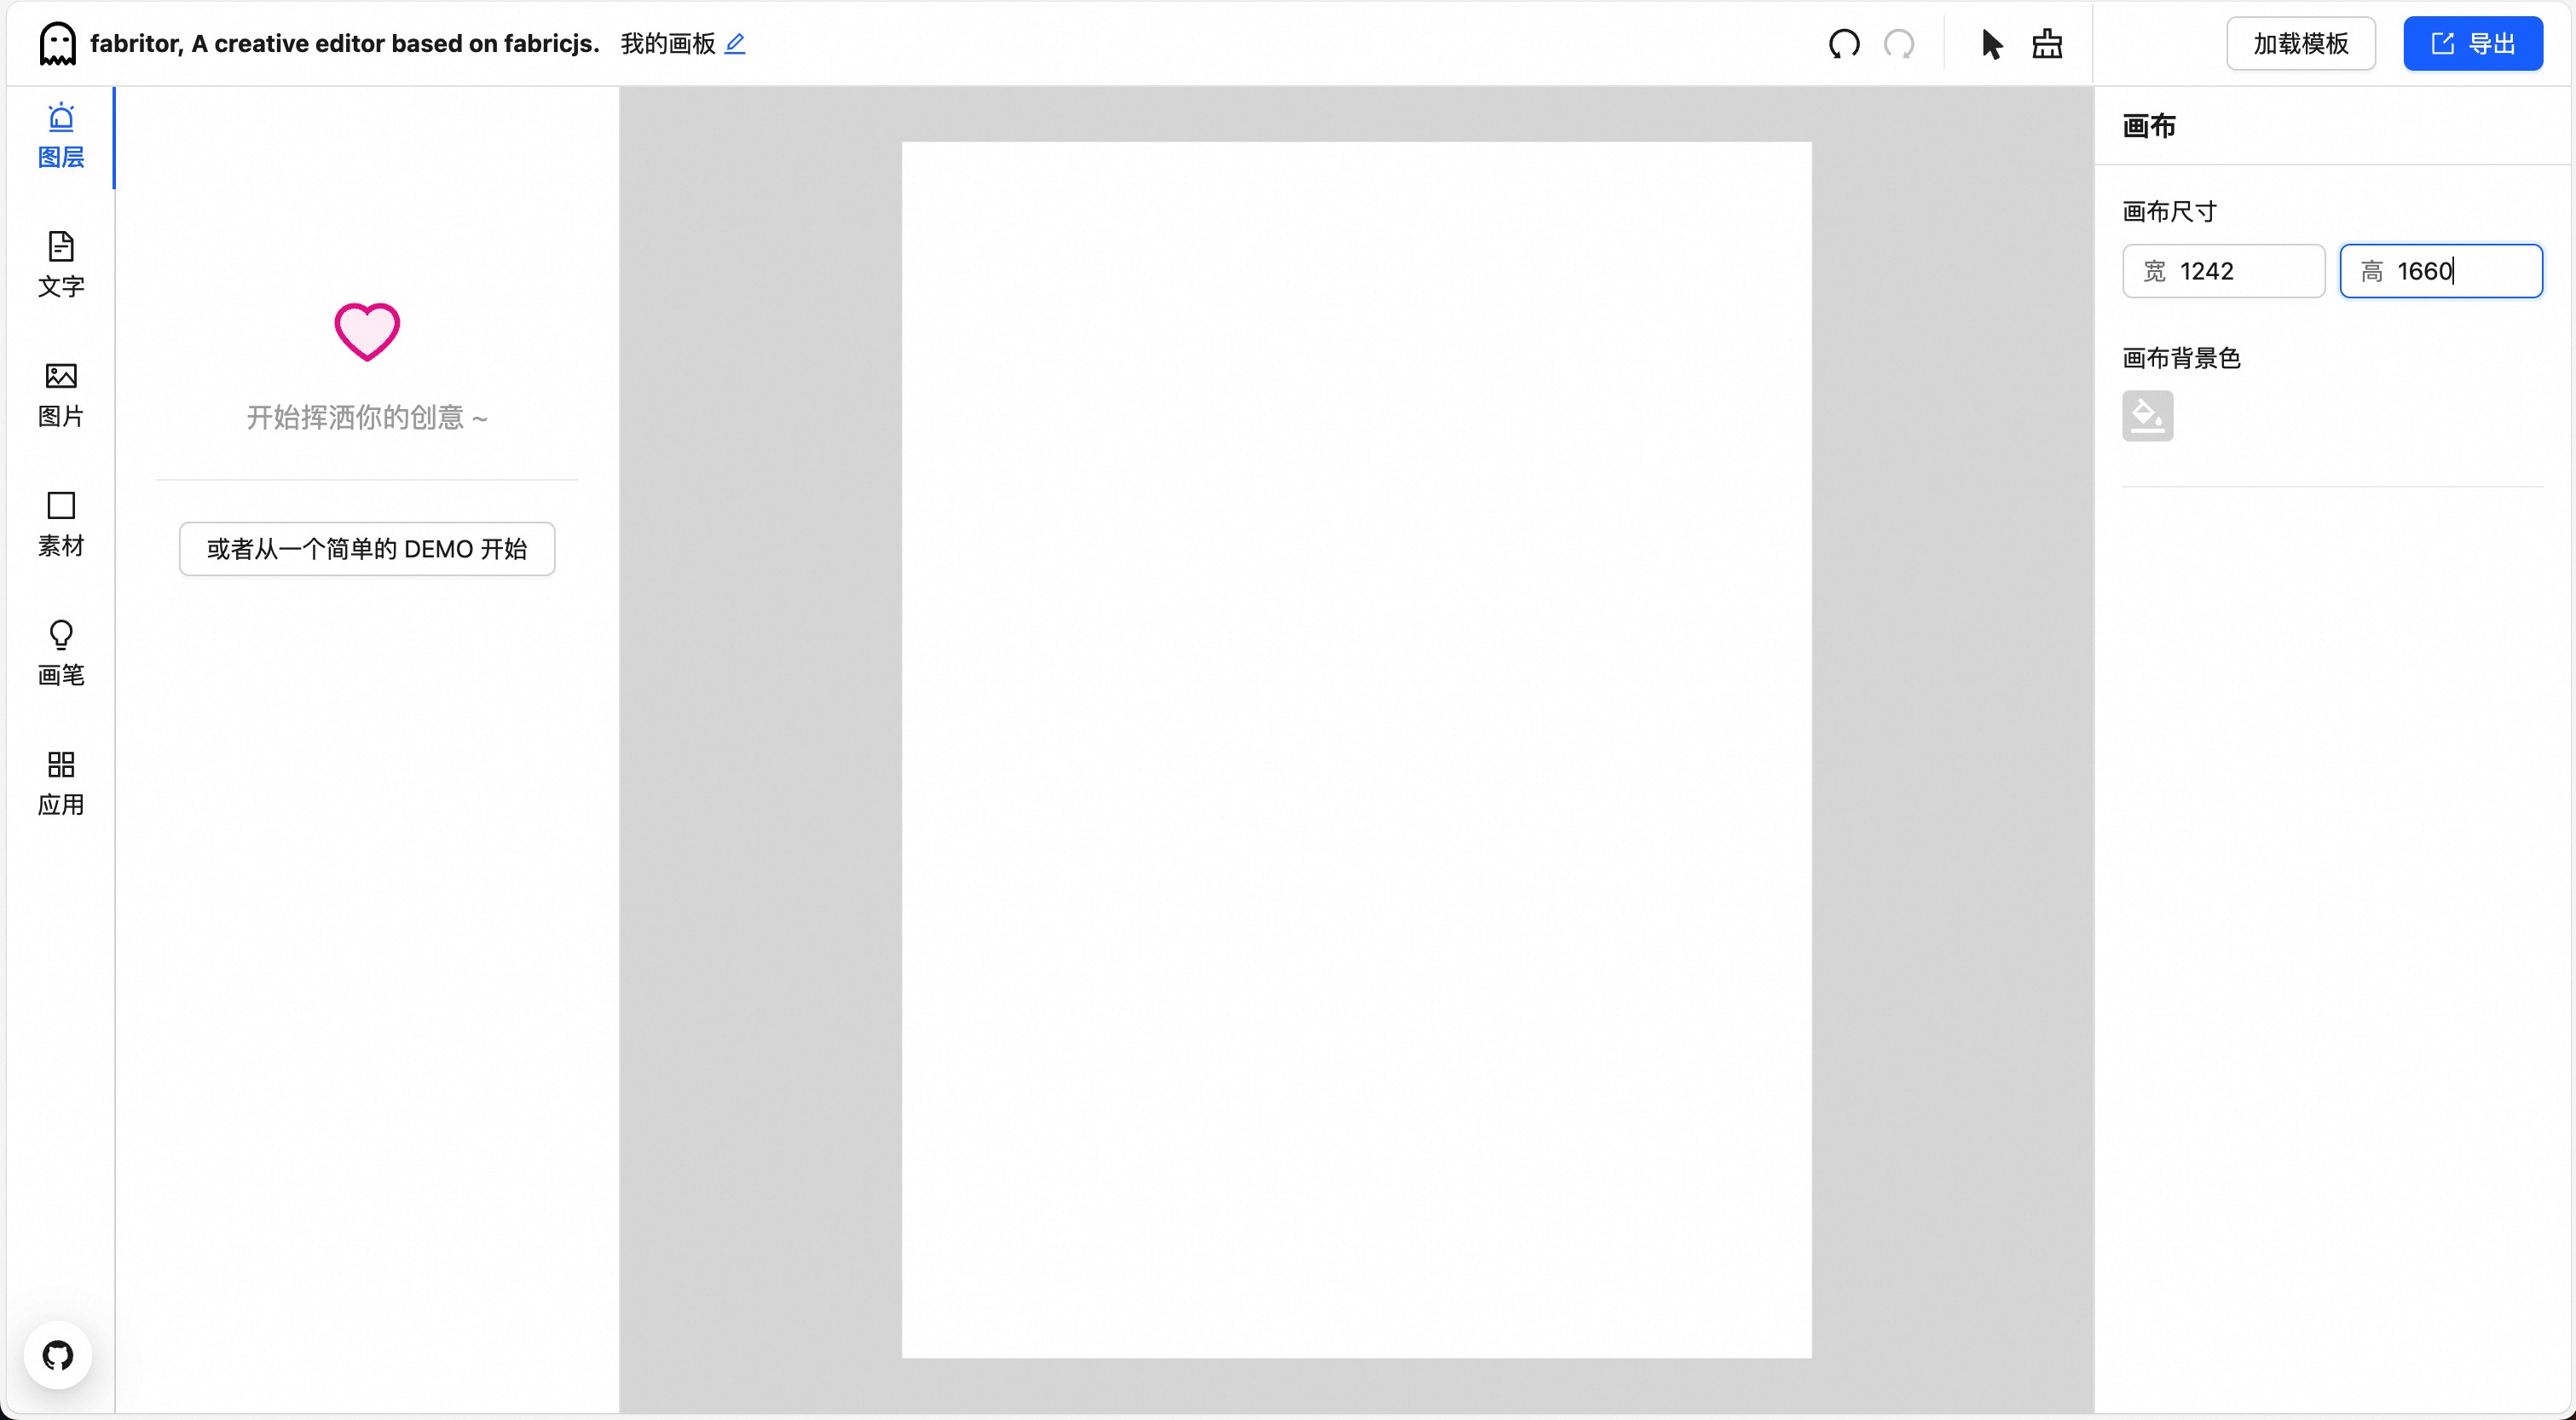 fabritor, A creative editor based on fabricjs. 我的画板
加载模板
导出
图层
文字
图片
素材
画笔
应用
开始挥洒你的创意 ~
或者从一个简单的 DEMO 开始
画布
画布尺寸
宽 1242
高 1660
画布背景色